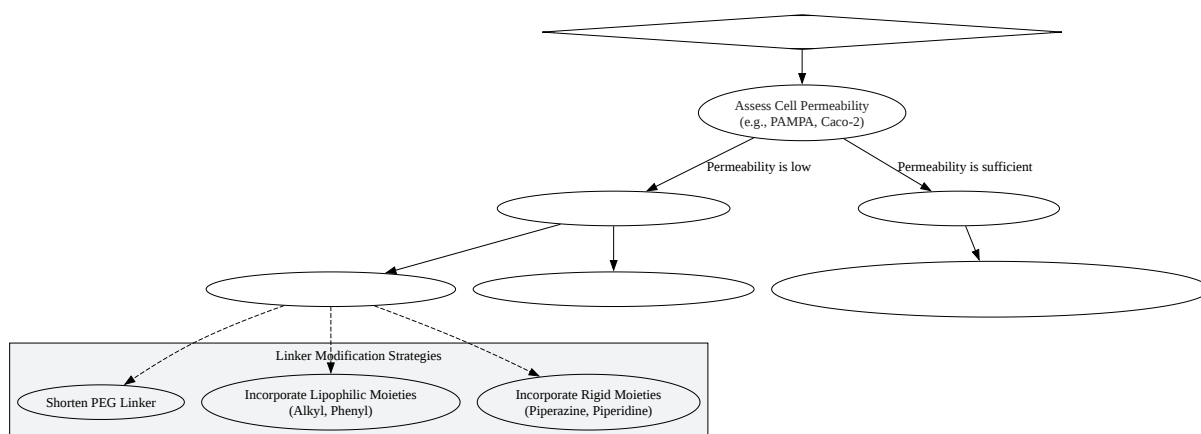 Assess Cell Permeability
(e.g., PAMPA, Caco-2)
Permeability is low
Permeability is sufficient
Linker Modification Strategies
Shorten PEG Linker
Incorporate Lipophilic Moieties
(Alkyl, Phenyl)
Incorporate Rigid Moieties
(Piperazine, Piperidine)